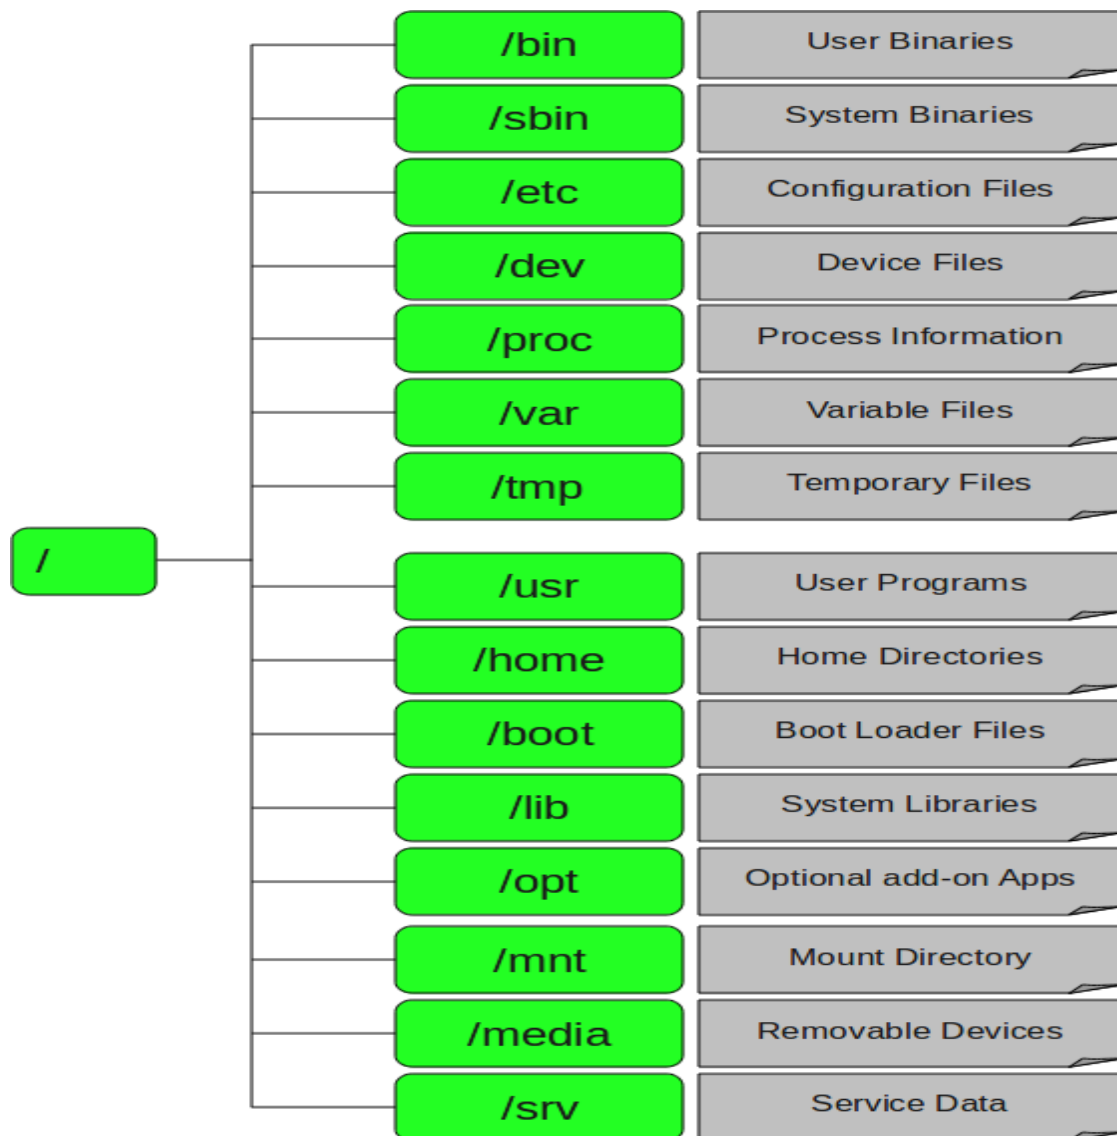 /bin User Binaries
/sbin System Binaries
/etc Configuration Files
/dev Device Files
/proc Process Information
/var Variable Files
/tmp Temporary Files
/
/usr User Programs
/home Home Directories
/boot Boot Loader Files
/lib System Libraries
/opt Optional add-on Apps
/mnt Mount Directory
/media Removable Devices
/srv Service Data